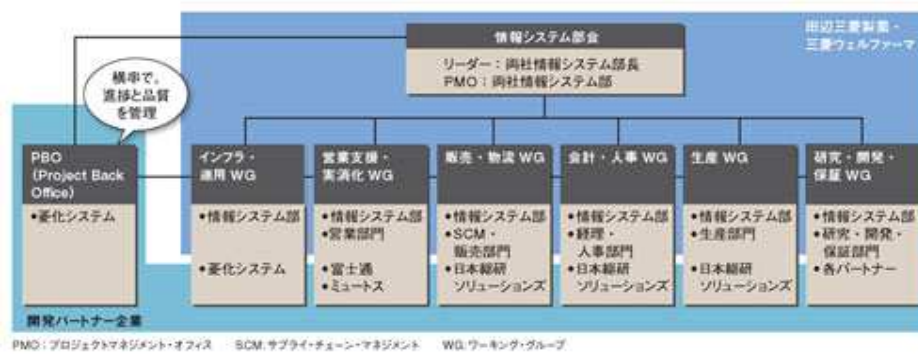 田辺三菱製薬・
三菱ウェルファーマ
情報システム部会
リーダー：両社情報システム部長
PMO：両社情報システム部
横串で、
進捗と品質
を管理
PBO
（Project Back
Office）
•菱化システム
インフラ・
運用 WG
•情報システム部
•菱化システム
営業支援・
実消化 WG
•情報システム部
•営業部門
•富士通
•ミュートス
販売・物流 WG
•情報システム部
•SCM・
販売部門
•日本総研
ソリューションズ
会計・人事 WG
•情報システム部
•経理・
人事部門
•日本総研
ソリューションズ
生産 WG
•情報システム部
•生産部門
•日本総研
ソリューションズ
研究・開発・
保証 WG
•情報システム部
•研究・開発・
保証部門
•各パートナー
開発パートナー企業
PMO：プロジェクトマネジメント・オフィス　SCM：サプライ・チェーン・マネジメント　WG：ワーキング・グループ